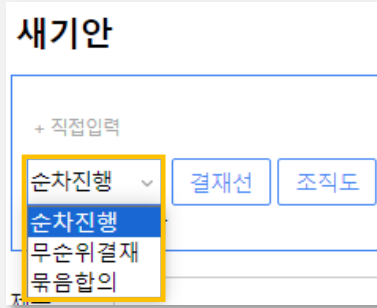 새기안
+ 직접입력
순차진행 결재선 조직도
순차진행
무순위결재
묶음합의